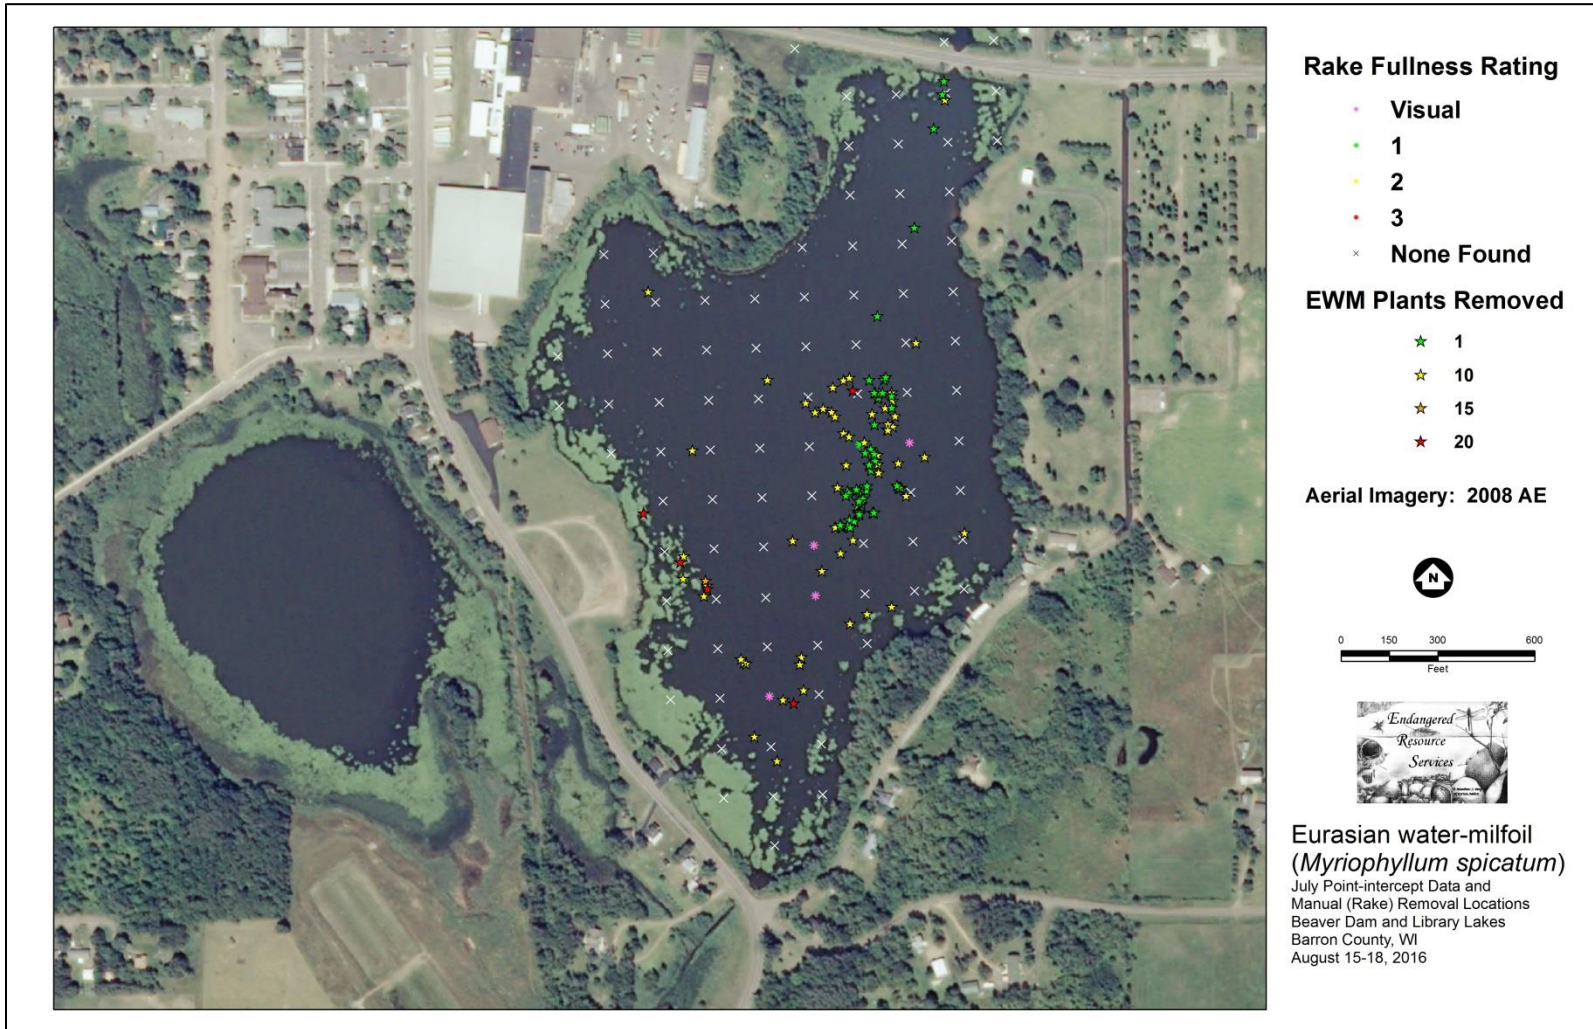 Rake Fullness Rating
Visual
1
2
3
None Found
EWM Plants Removed
1
10
15
20
Aerial Imagery: 2008 AE
N
0 150 300 600
Feet
Endangered
Resource
Services
Eurasian water-milfoil
(Myriophyllum spicatum)
July Point-intercept Data and
Manual (Rake) Removal Locations
Beaver Dam and Library Lakes
Barron County, WI
August 15-18, 2016